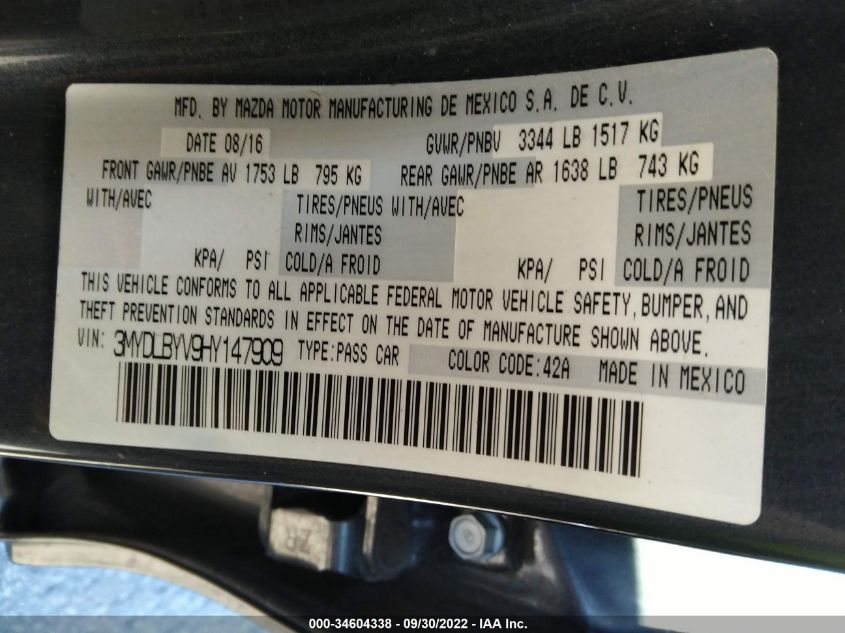 MFD. BY MAZDA MOTOR MANUFACTURING DE MEXICO S.A. DE C.V.
DATE 08/16 GVWR/PNBV 3344 LB 1517 KG
FRONT GAWR/PNBE AV 1753 LB 795 KG REAR GAWR/PNBE AR 1638 LB 743 KG
WITH/AVEC TIRES/PNEUS WITH/AVEC TIRES/PNEUS
RIMS/JANTES RIMS/JANTES
KPA/ PSI COLD/A FROID KPA/ PSI COLD/A FROID
THIS VEHICLE CONFORMS TO ALL APPLICABLE FEDERAL MOTOR VEHICLE SAFETY, BUMPER, AND
THEFT PREVENTION STANDARDS IN EFFECT ON THE DATE OF MANUFACTURE SHOWN ABOVE.
VIN: 3MYDLBYV9HY147909 TYPE:PASS CAR COLOR CODE:42A MADE IN MEXICO
ZR
000-34604338 - 09/30/2022 - IAA Inc.